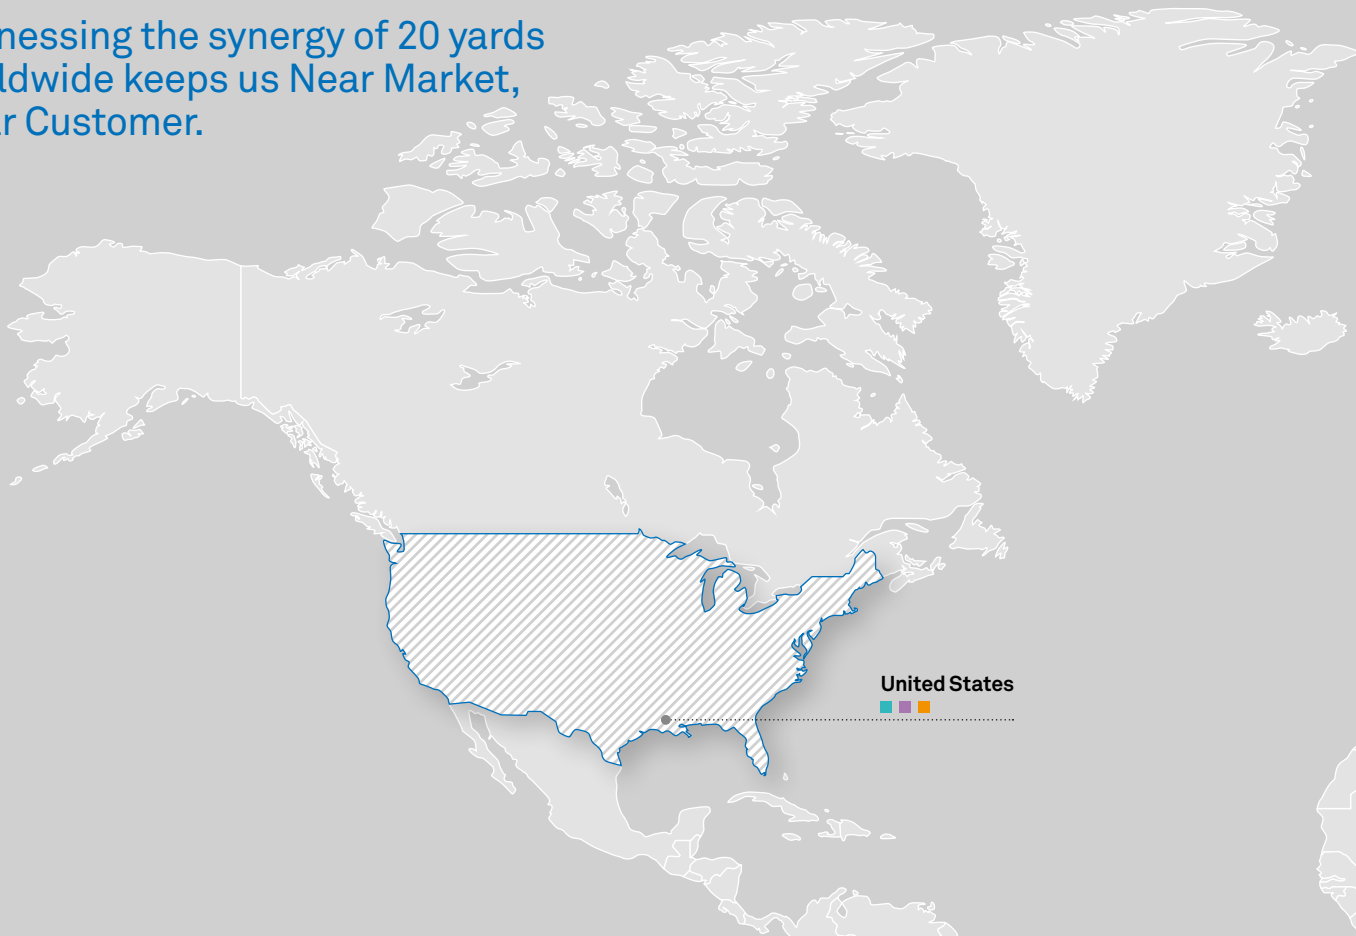 nessing the synergy of 20 yards
ldwide keeps us Near Market,
r Customer.
United States